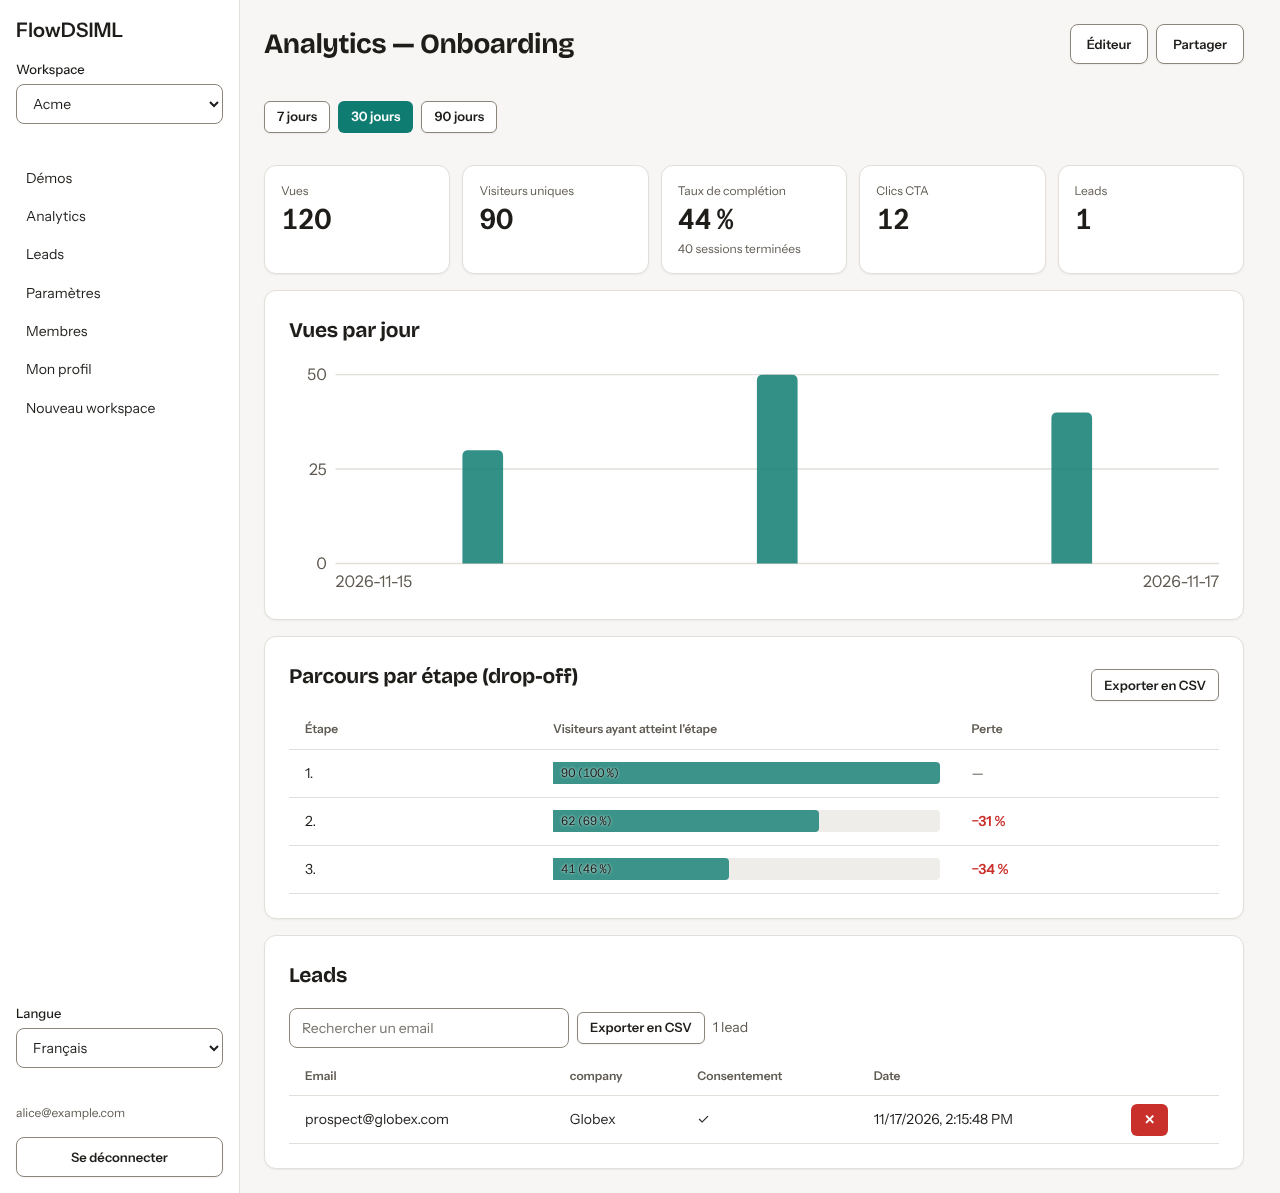 FlowDSIML
Workspace
Acme
Démos
Analytics
Leads
Paramètres
Membres
Mon profil
Nouveau workspace
Langue
Français
alice@example.com
Se déconnecter
Analytics — Onboarding
Éditeur
Partager
7 jours
30 jours
90 jours
Vues
120
Visiteurs uniques
90
Taux de complétion
44 %
40 sessions terminées
Clics CTA
12
Leads
1
Vues par jour
50
25
0
2026-11-15
2026-11-17
Parcours par étape (drop-off)
Exporter en CSV
Étape Visiteurs ayant atteint l'étape Perte
1. 90 (100 %) —
2. 62 (69 %) −31 %
3. 41 (46 %) −34 %
Leads
Rechercher un email
Exporter en CSV
1 lead
Email company Consentement Date
prospect@globex.com Globex ✓ 11/17/2026, 2:15:48 PM ✕